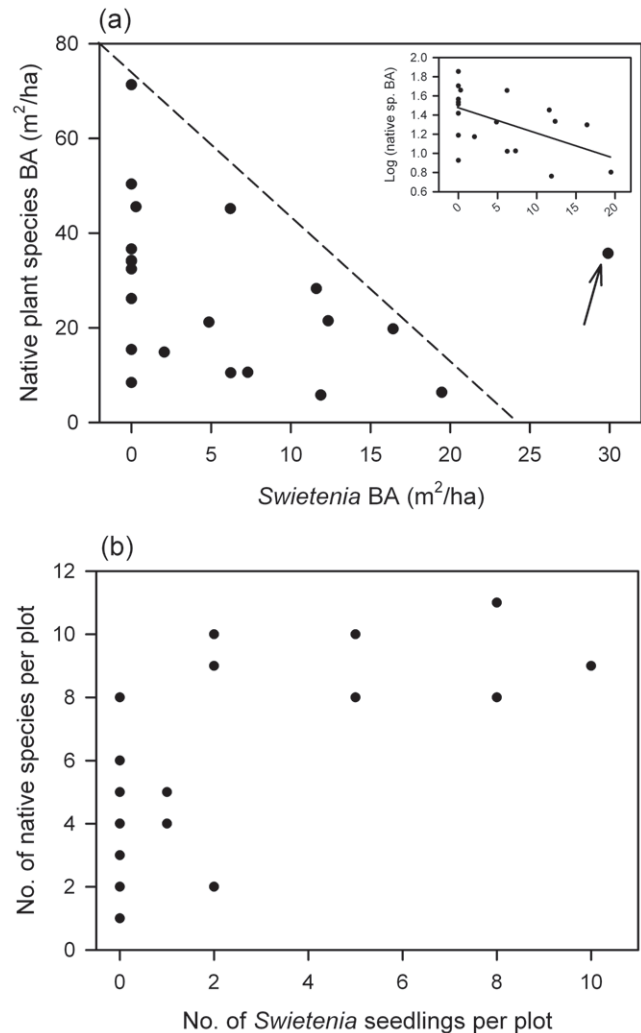 (a)
80
60
40
20
0
Native plant species BA (m²/ha)
0 5 10 15 20 25 30
Swietenia BA (m²/ha)
2.0
1.8
1.6
1.4
1.2
1.0
0.8
0.6
Log (native sp. BA)
0 5 10 15 20
(b)
12
10
8
6
4
2
0
No. of native species per plot
0 2 4 6 8 10
No. of Swietenia seedlings per plot